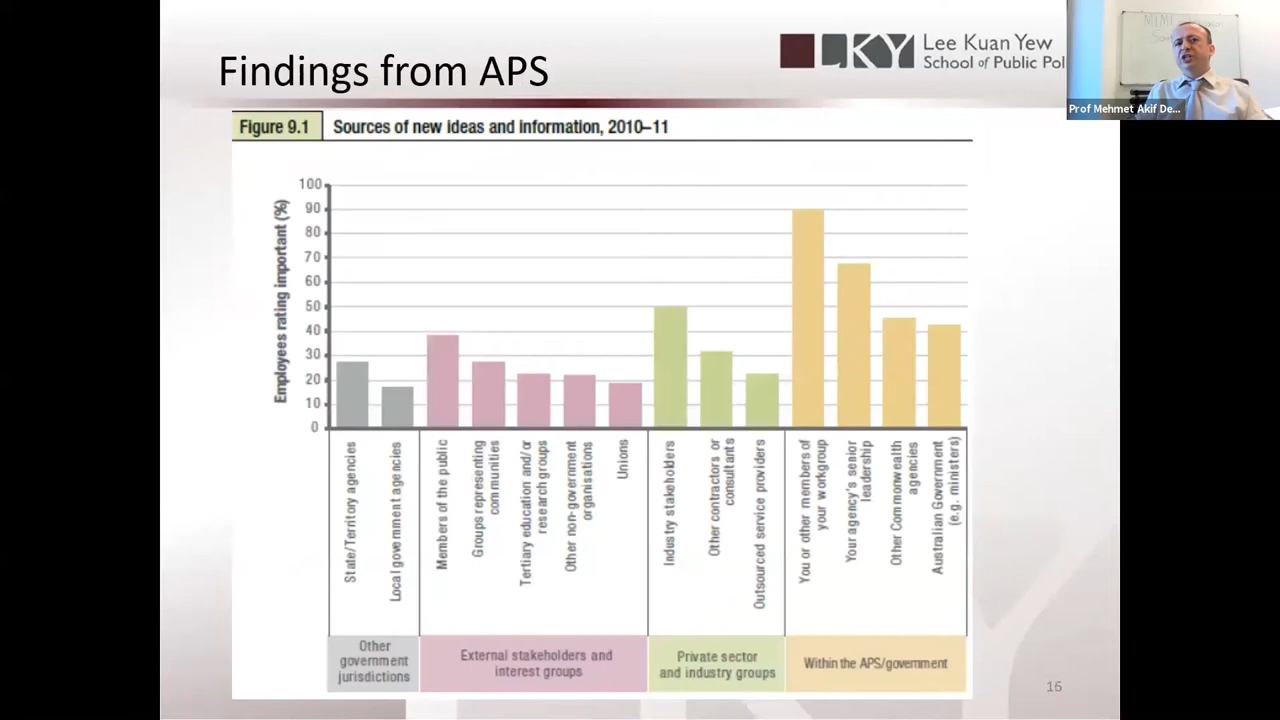 Findings from APS
LKY
Lee Kuan Yew
School of Public Pol
Prof Mehmet Akif De...
Figure 9.1 Sources of new ideas and information, 2010–11
Employees rating important (%)
100
90
80
70
60
50
40
30
20
10
0
State/Territory agencies
Local government agencies
Members of the public
Groups representing
communities
Tertiary education and/or
research groups
Other non-government
organisations
Unions
Industry stakeholders
Other contractors or
consultants
Outsourced service providers
You or other members of
your workgroup
Your agency's senior
leadership
Other Commonwealth
agencies
Australian Government
(e.g. ministers)
Other
government
jurisdictions
External stakeholders and
interest groups
Private sector
and industry groups
Within the APS/government
16